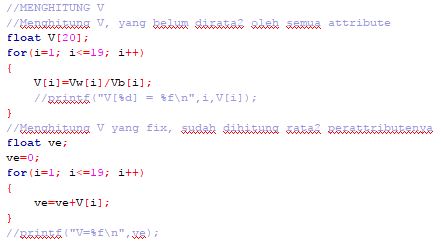 //MENGHITUNG V
//Menghitung V, yang belum dirata2 oleh semua attribute
float V[20];
for(i=1; i<=19; i++)
{
V[i]=Vw[i]/Vb[i];
//printf("V[%d] = %f\n",i,V[i]);
}
//Menghitung V yang fix, sudah dihitung rata2 perattributenya
float ve;
ve=0;
for(i=1; i<=19; i++)
{
ve=ve+V[i];
}
//printf("V=%f\n",ve);